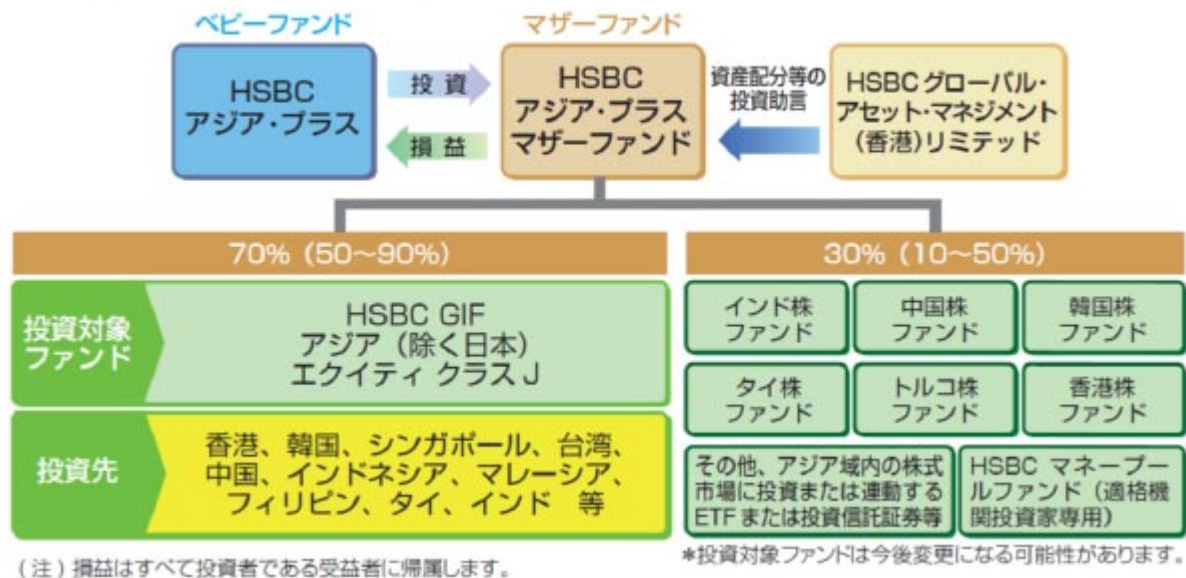 ベビーファンド
マザーファンド
HSBC
アジア・プラス
投資
損益
HSBC
アジア・プラス
マザーファンド
資産配分等の
投資助言
HSBC グローバル・
アセット・マネジメント
(香港)リミテッド
70% (50～90%)
投資対象
ファンド
HSBC GIF
アジア（除く日本）
エクイティ クラス J
投資先
香港、韓国、シンガポール、台湾、
中国、インドネシア、マレーシア、
フィリピン、タイ、インド 等
30% (10～50%)
インド株
ファンド
中国株
ファンド
韓国株
ファンド
タイ株
ファンド
トルコ株
ファンド
香港株
ファンド
その他、アジア域内の株式
市場に投資または連動する
ETF または投資信託証券等
HSBC マネープー
ルファンド（適格機
関投資家専用）
(注) 損益はすべて投資者である受益者に帰属します。
*投資対象ファンドは今後変更になる可能性があります。